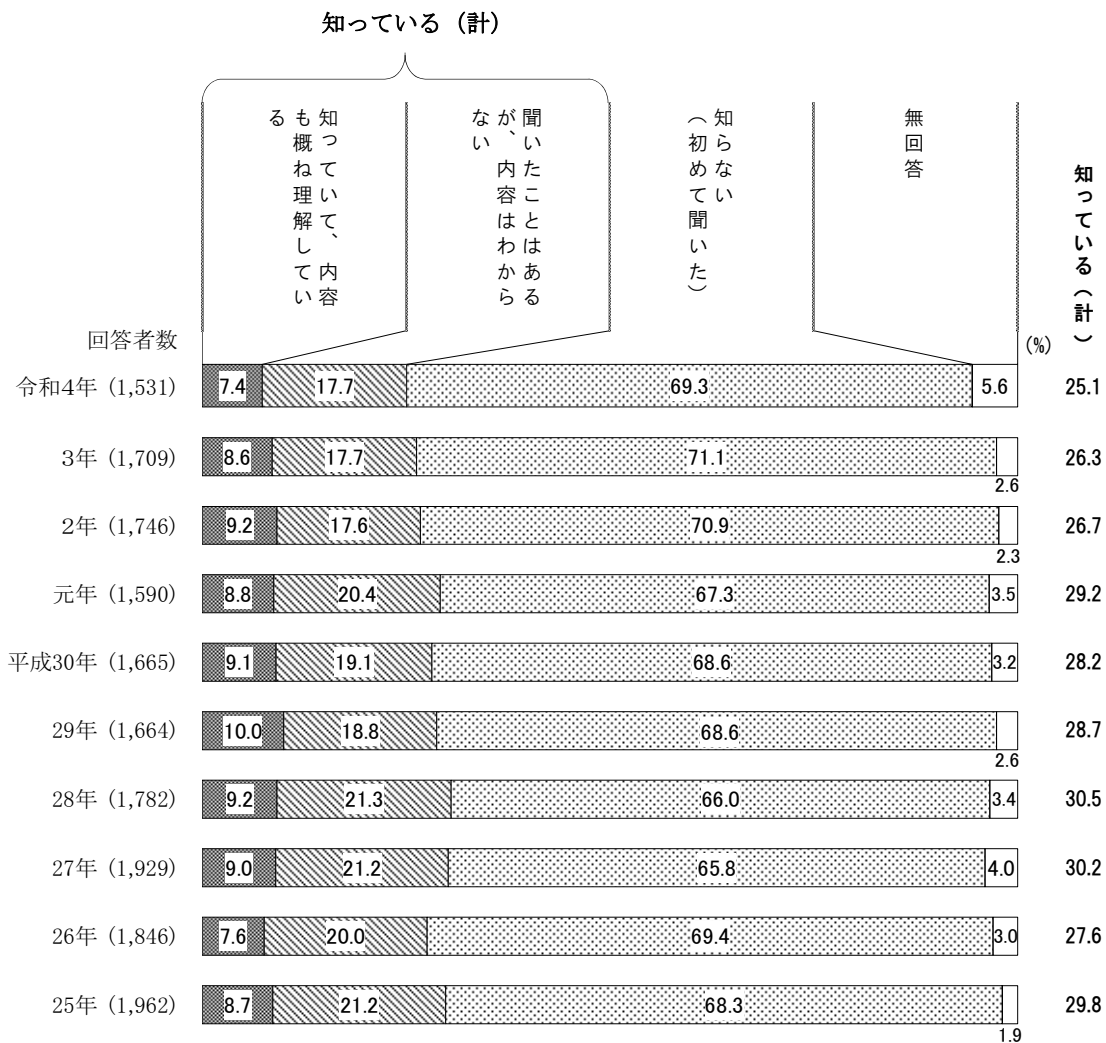 知っている（計）
知っていて、内容
も概ね理解してい
る
聞いたことはある
が、内容はわから
ない
知らない
（初めて聞いた）
無回答
知っている（計）
回答者数
(%)
令和4年 (1,531) 7.4 17.7 69.3 5.6 25.1
3年 (1,709) 8.6 17.7 71.1 2.6 26.3
2年 (1,746) 9.2 17.6 70.9 2.3 26.7
元年 (1,590) 8.8 20.4 67.3 3.5 29.2
平成30年 (1,665) 9.1 19.1 68.6 3.2 28.2
29年 (1,664) 10.0 18.8 68.6 2.6 28.7
28年 (1,782) 9.2 21.3 66.0 3.4 30.5
27年 (1,929) 9.0 21.2 65.8 4.0 30.2
26年 (1,846) 7.6 20.0 69.4 3.0 27.6
25年 (1,962) 8.7 21.2 68.3 1.9 29.8